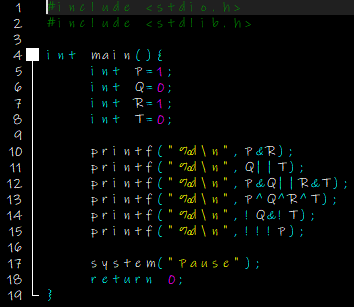 1 #include <stdio.h>
2 #include <stdlib.h>
3
4 int main(){
5 int P=1;
6 int Q=0;
7 int R=1;
8 int T=0;
9
10 printf("%d\n",P&R);
11 printf("%d\n",Q||T);
12 printf("%d\n",P&Q||R&T);
13 printf("%d\n",P^Q^R^T);
14 printf("%d\n",!Q&!T);
15 printf("%d\n",!!!P);
16
17 system("Pause");
18 return 0;
19 }